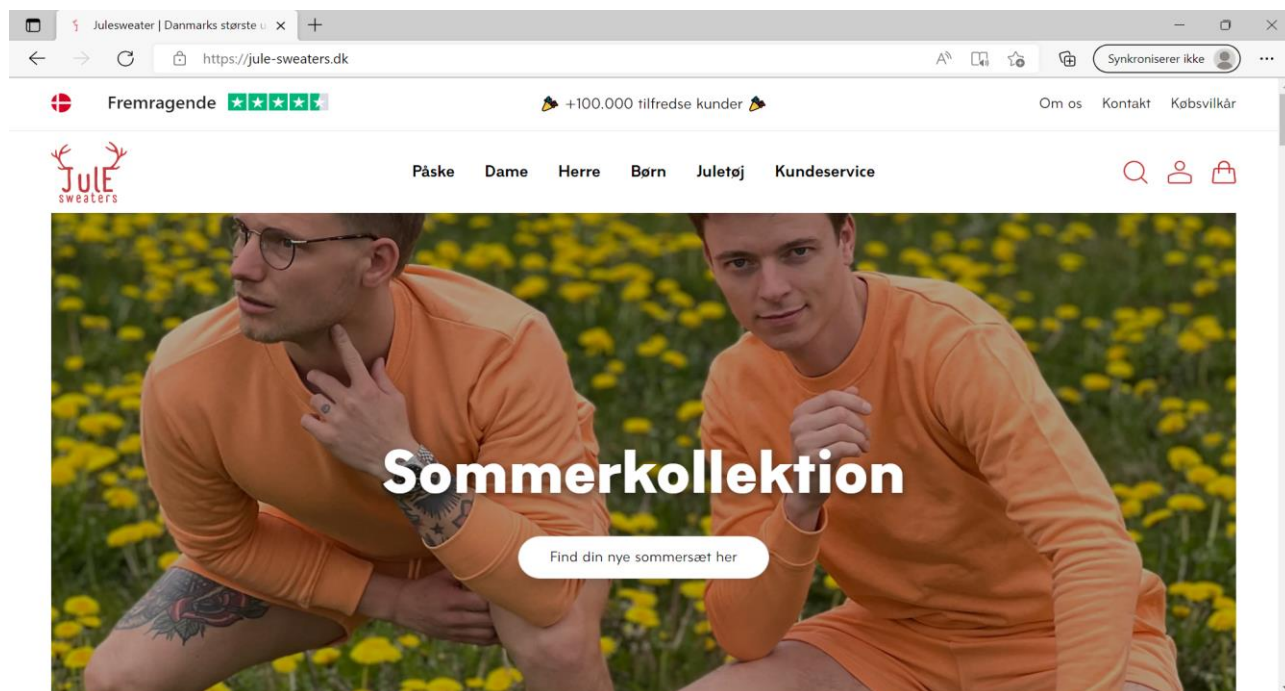 Julesweater | Danmarks største u
https://jule-sweaters.dk
Synkroniserer ikke
Fremragende
+100.000 tilfredse kunder
Om os Kontakt Købsvilkår
JulE
sweaters
Påske Dame Herre Børn Juletøj Kundeservice
Sommerkollektion
Find din nye sommersæt her